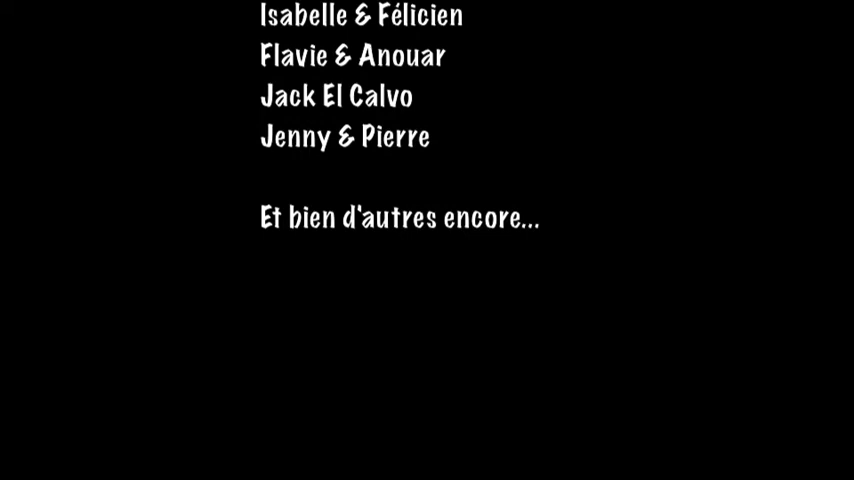 Isabelle & Félicien
Flavie & Anouar
Jack El Calvo
Jenny & Pierre
Et bien d'autres encore...